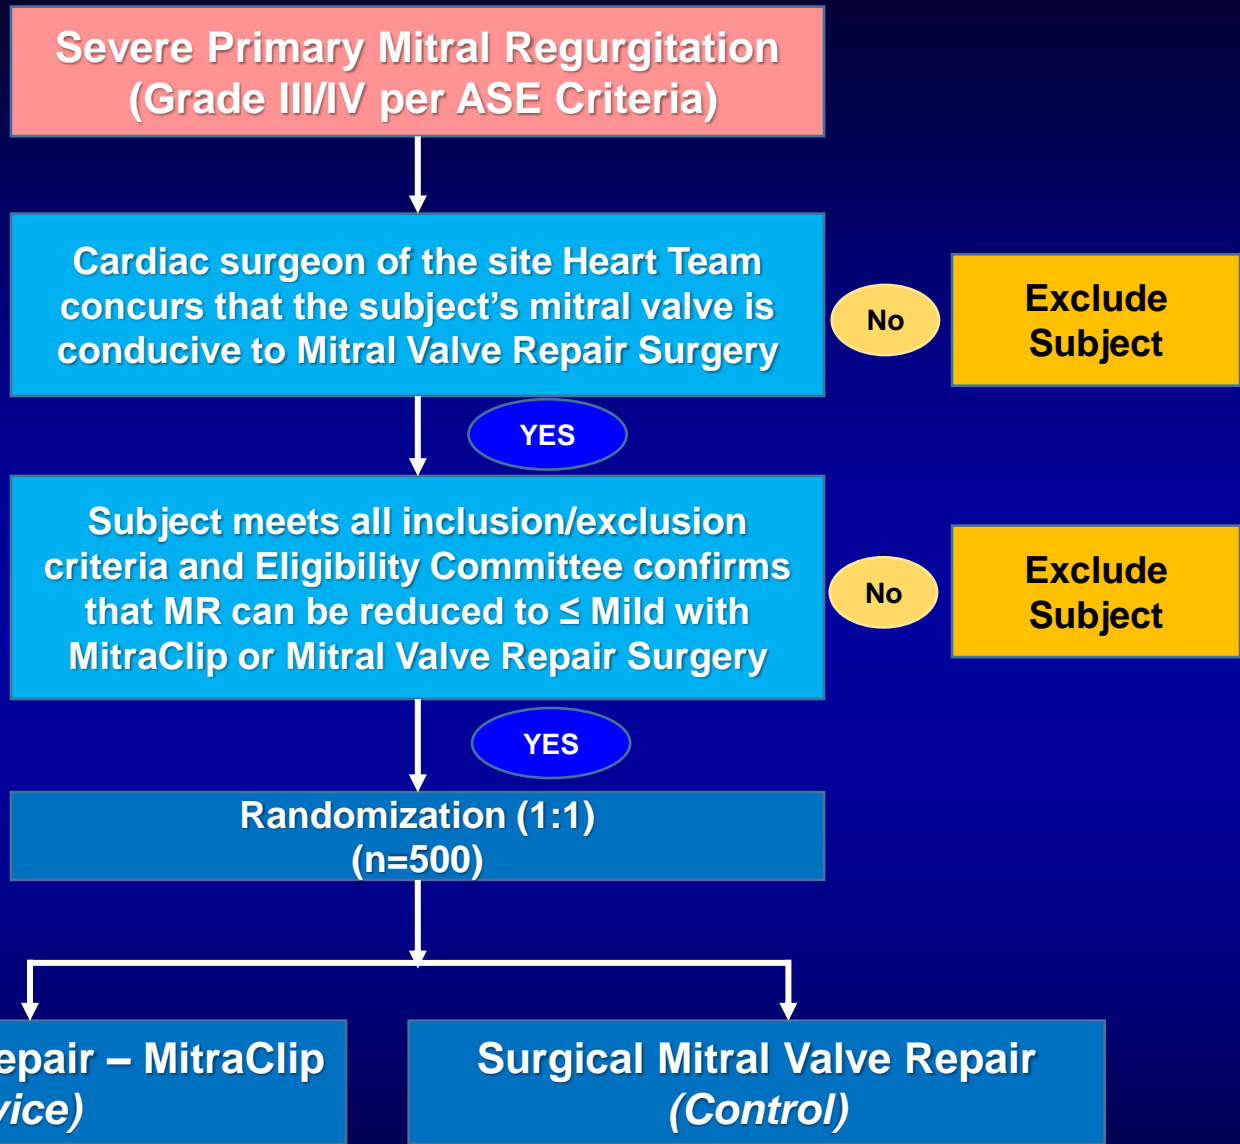 Severe Primary Mitral Regurgitation
(Grade III/IV per ASE Criteria)
Cardiac surgeon of the site Heart Team
concurs that the subject's mitral valve is
conducive to Mitral Valve Repair Surgery
No
Exclude
Subject
YES
Subject meets all inclusion/exclusion
criteria and Eligibility Committee confirms
that MR can be reduced to ≤ Mild with
MitraClip or Mitral Valve Repair Surgery
No
Exclude
Subject
YES
Randomization (1:1)
(n=500)
– MitraClip
Surgical Mitral Valve Repair
(Control)